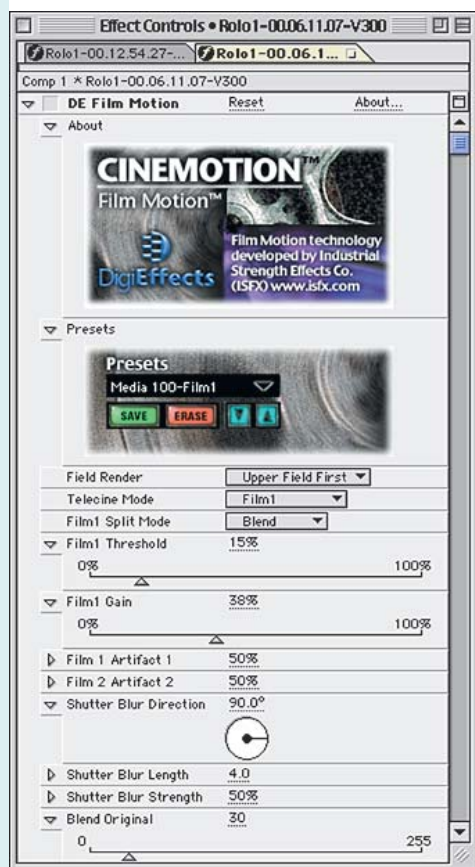 Effect Controls • Rolo1-00.06.11.07-V300
Rolo1-00.12.54.27-... Rolo1-00.06.1...
Comp 1 * Rolo1-00.06.11.07-V300
DE Film Motion Reset About...
About
CINEMOTION™
Film Motion™
DigiEffects
Film Motion technology
developed by Industrial
Strength Effects Co.
(ISFX) www.isfx.com
Presets
Presets
Media 100-Film1
SAVE ERASE
Field Render Upper Field First
Telecine Mode Film1
Film1 Split Mode Blend
Film1 Threshold 15%
0% 100%
Film1 Gain 38%
0% 100%
Film 1 Artifact 1 50%
Film 2 Artifact 2 50%
Shutter Blur Direction 90.0°
Shutter Blur Length 4.0
Shutter Blur Strength 50%
Blend Original 30
0 255